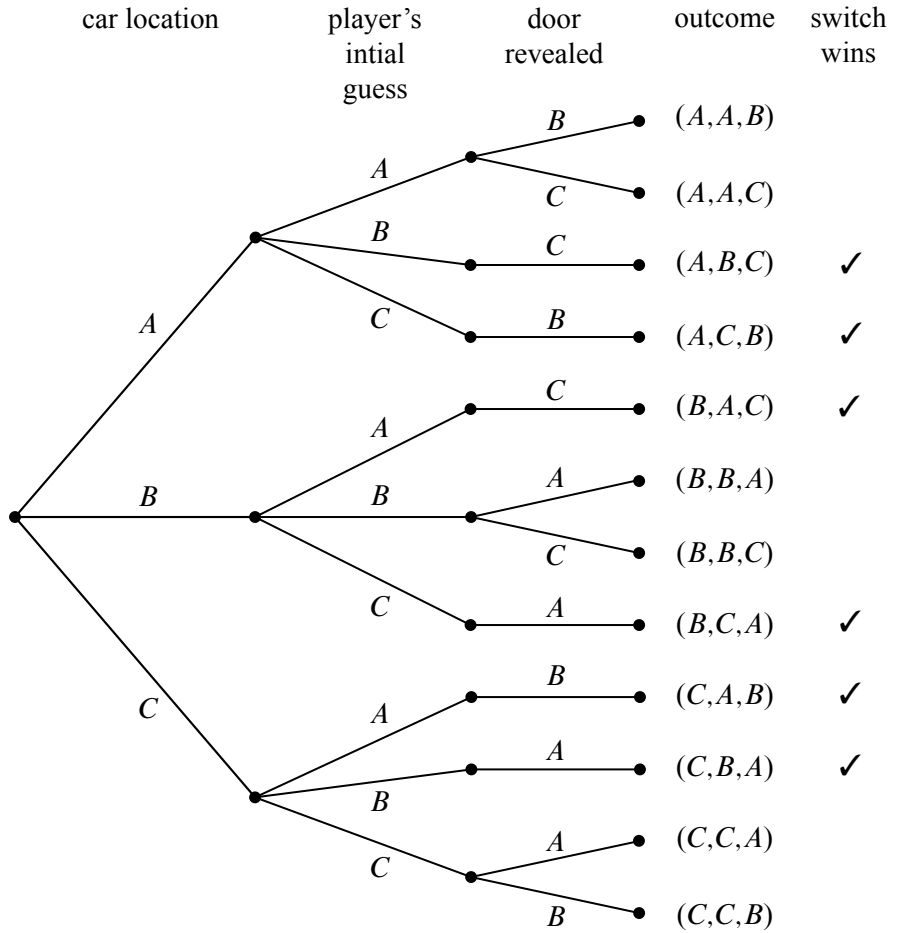 car location player's door outcome switch
intial revealed wins
guess
B (A,A,B)
A
C (A,A,C)
B C (A,B,C) ✓
A C B (A,C,B) ✓
C (B,A,C) ✓
A
A (B,B,A)
B B
C (B,B,C)
C A (B,C,A) ✓
B (C,A,B) ✓
C A
A (C,B,A) ✓
B
A (C,C,A)
C
B (C,C,B)